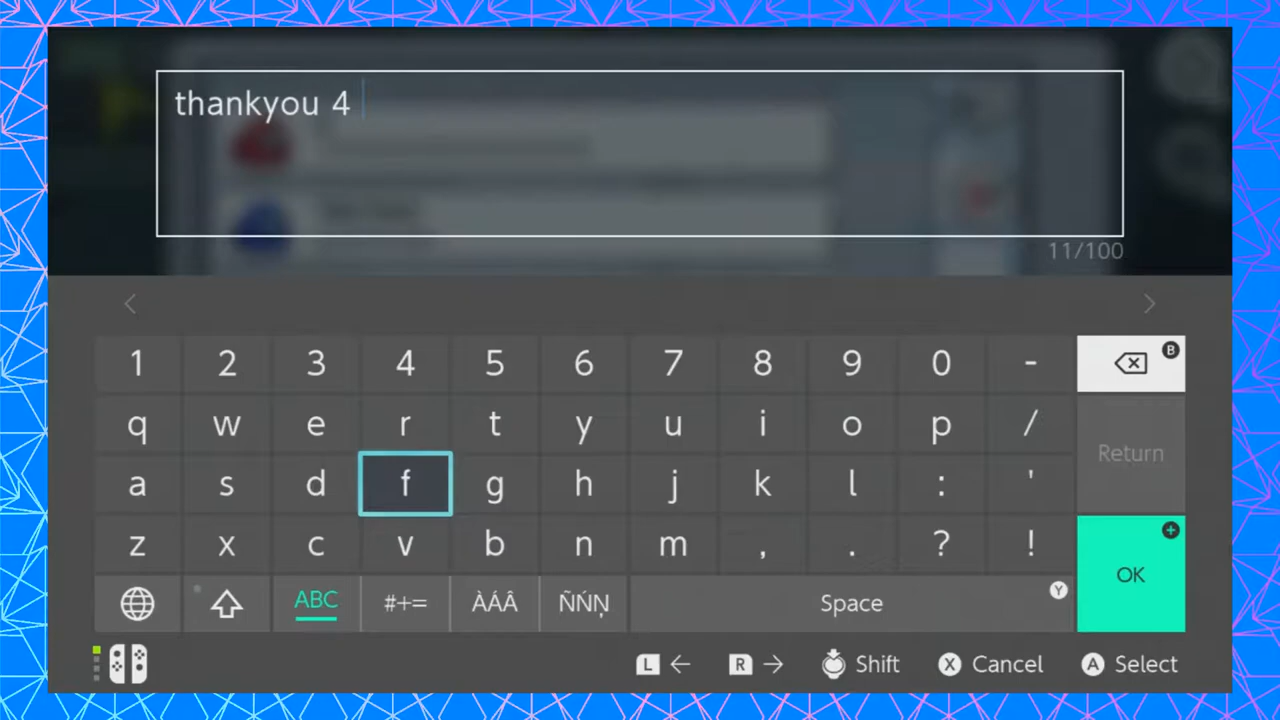 thankyou 4
11/100
1 2 3 4 5 6 7 8 9 0 - B
q w e r t y u i o p /
Return
a s d f g h j k l : '
z x c v b n m , . ? ! +
OK
ABC #+= ÀÁÂ ÑŃŅ Space Y
L ← R → Shift X Cancel A Select